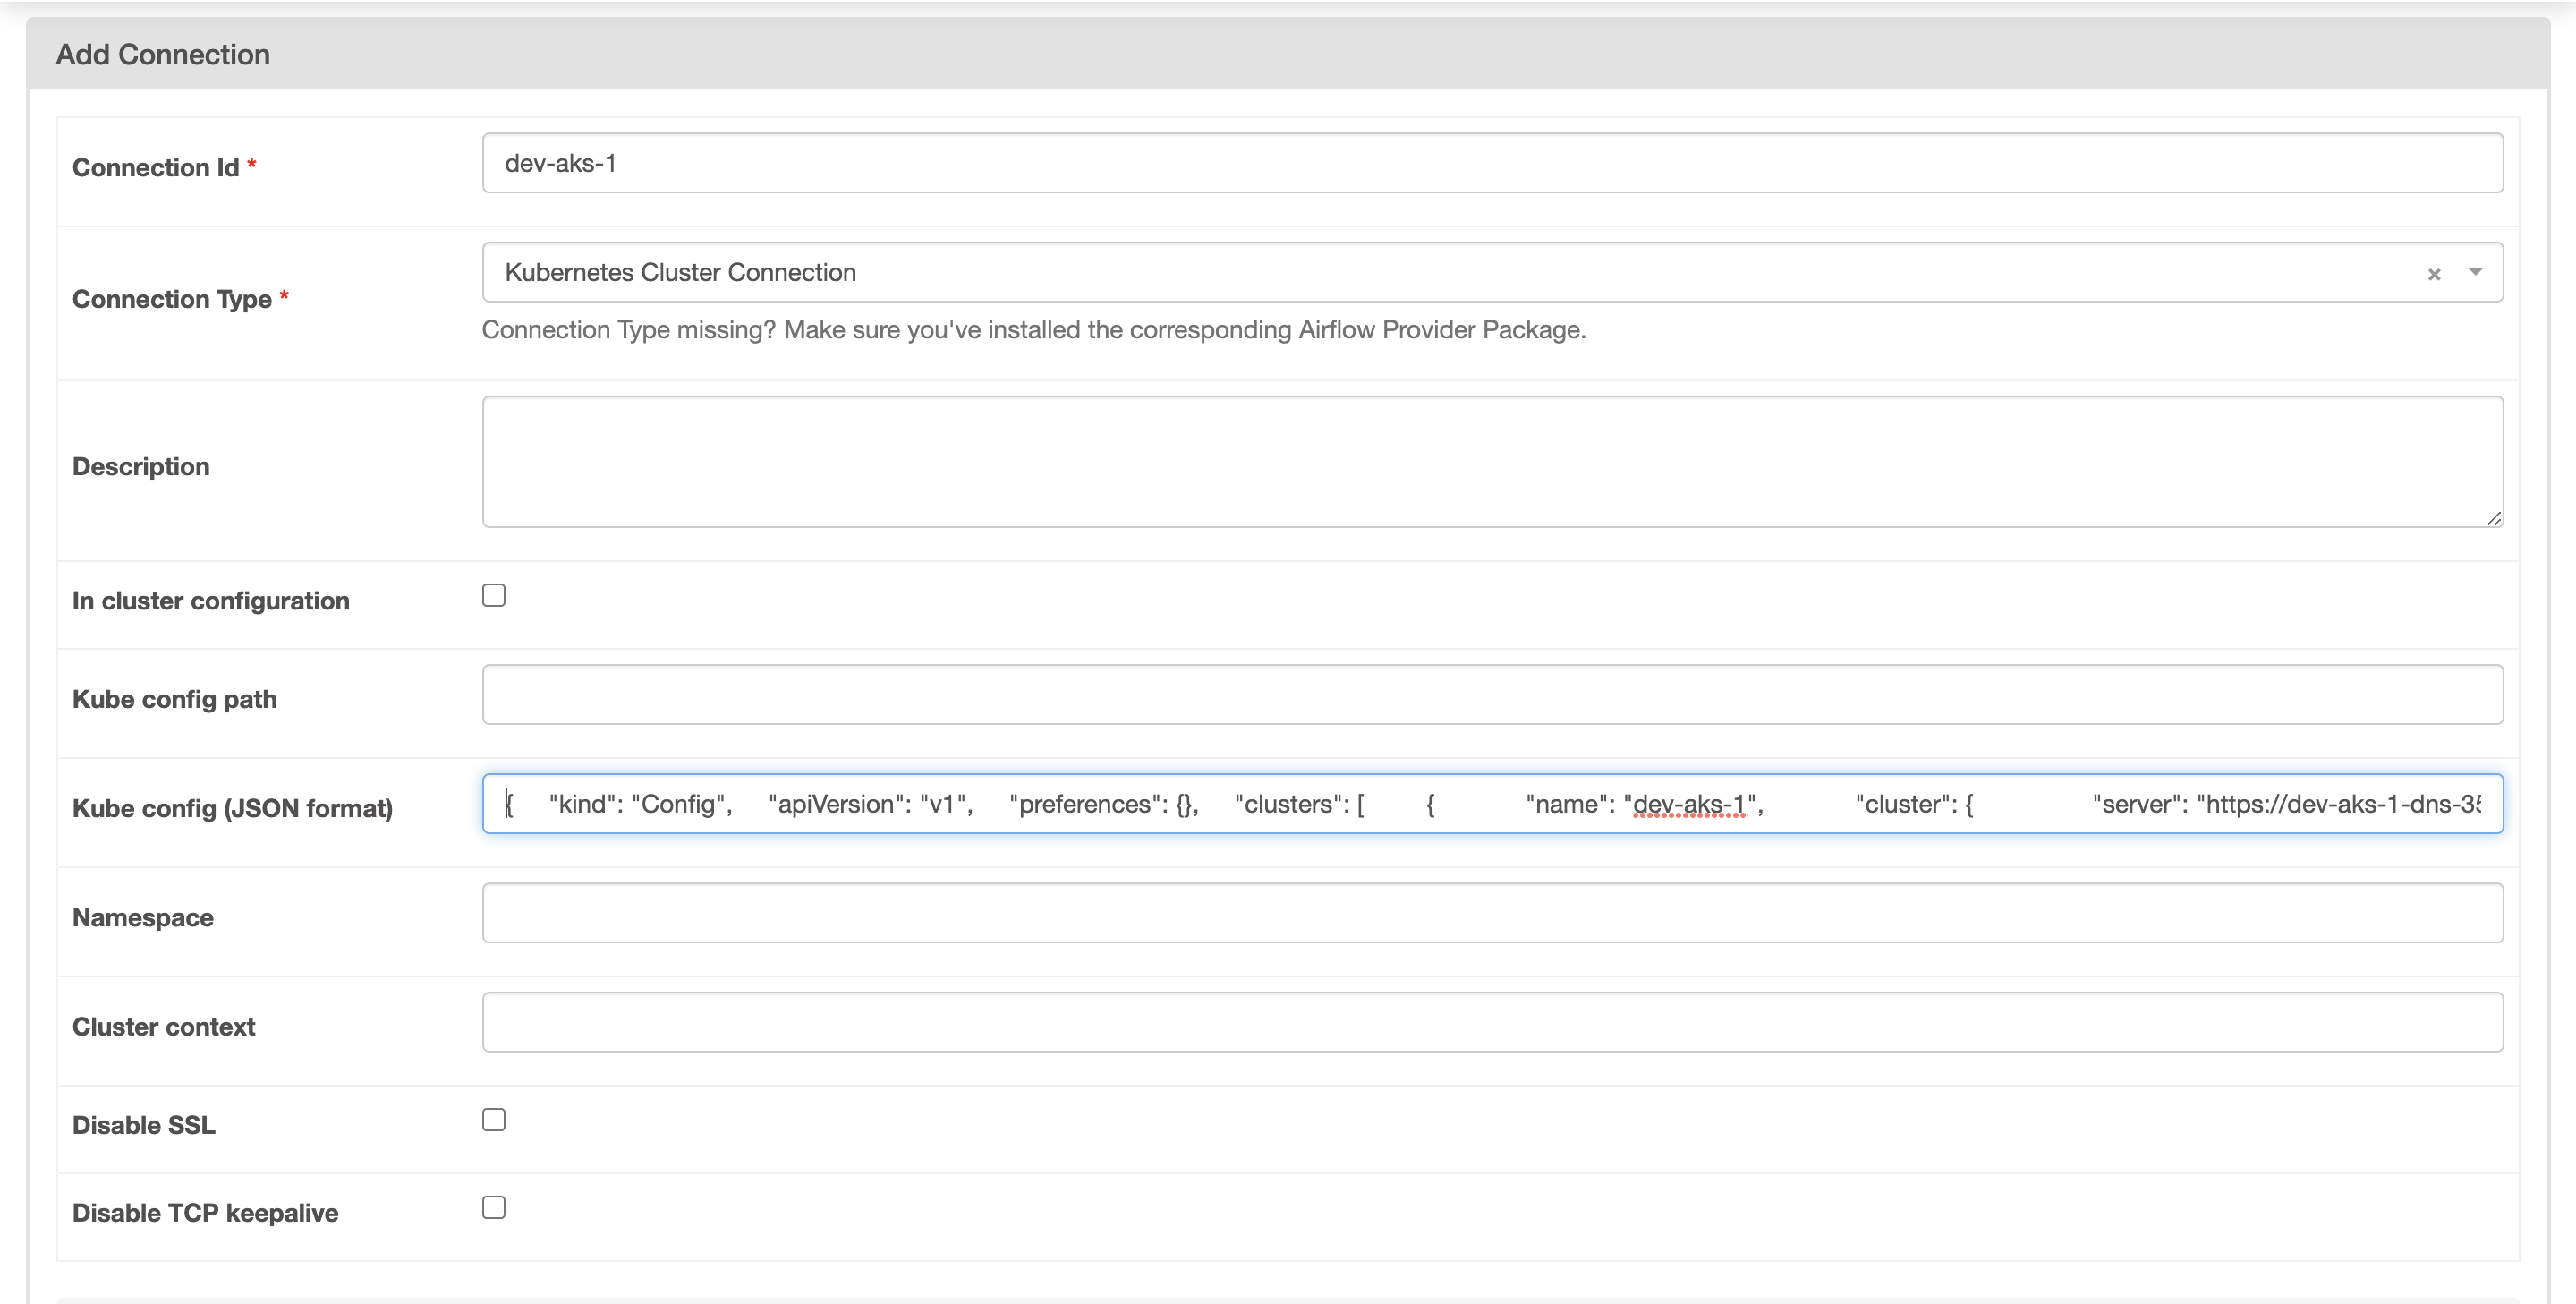 Add Connection
Connection Id *
dev-aks-1
Connection Type *
Kubernetes Cluster Connection
Connection Type missing? Make sure you've installed the corresponding Airflow Provider Package.
Description
In cluster configuration
Kube config path
Kube config (JSON format)
{ "kind": "Config", "apiVersion": "v1", "preferences": {}, "clusters": [ { "name": "dev-aks-1", "cluster": { "server": "https://dev-aks-1-dns-35
Namespace
Cluster context
Disable SSL
Disable TCP keepalive